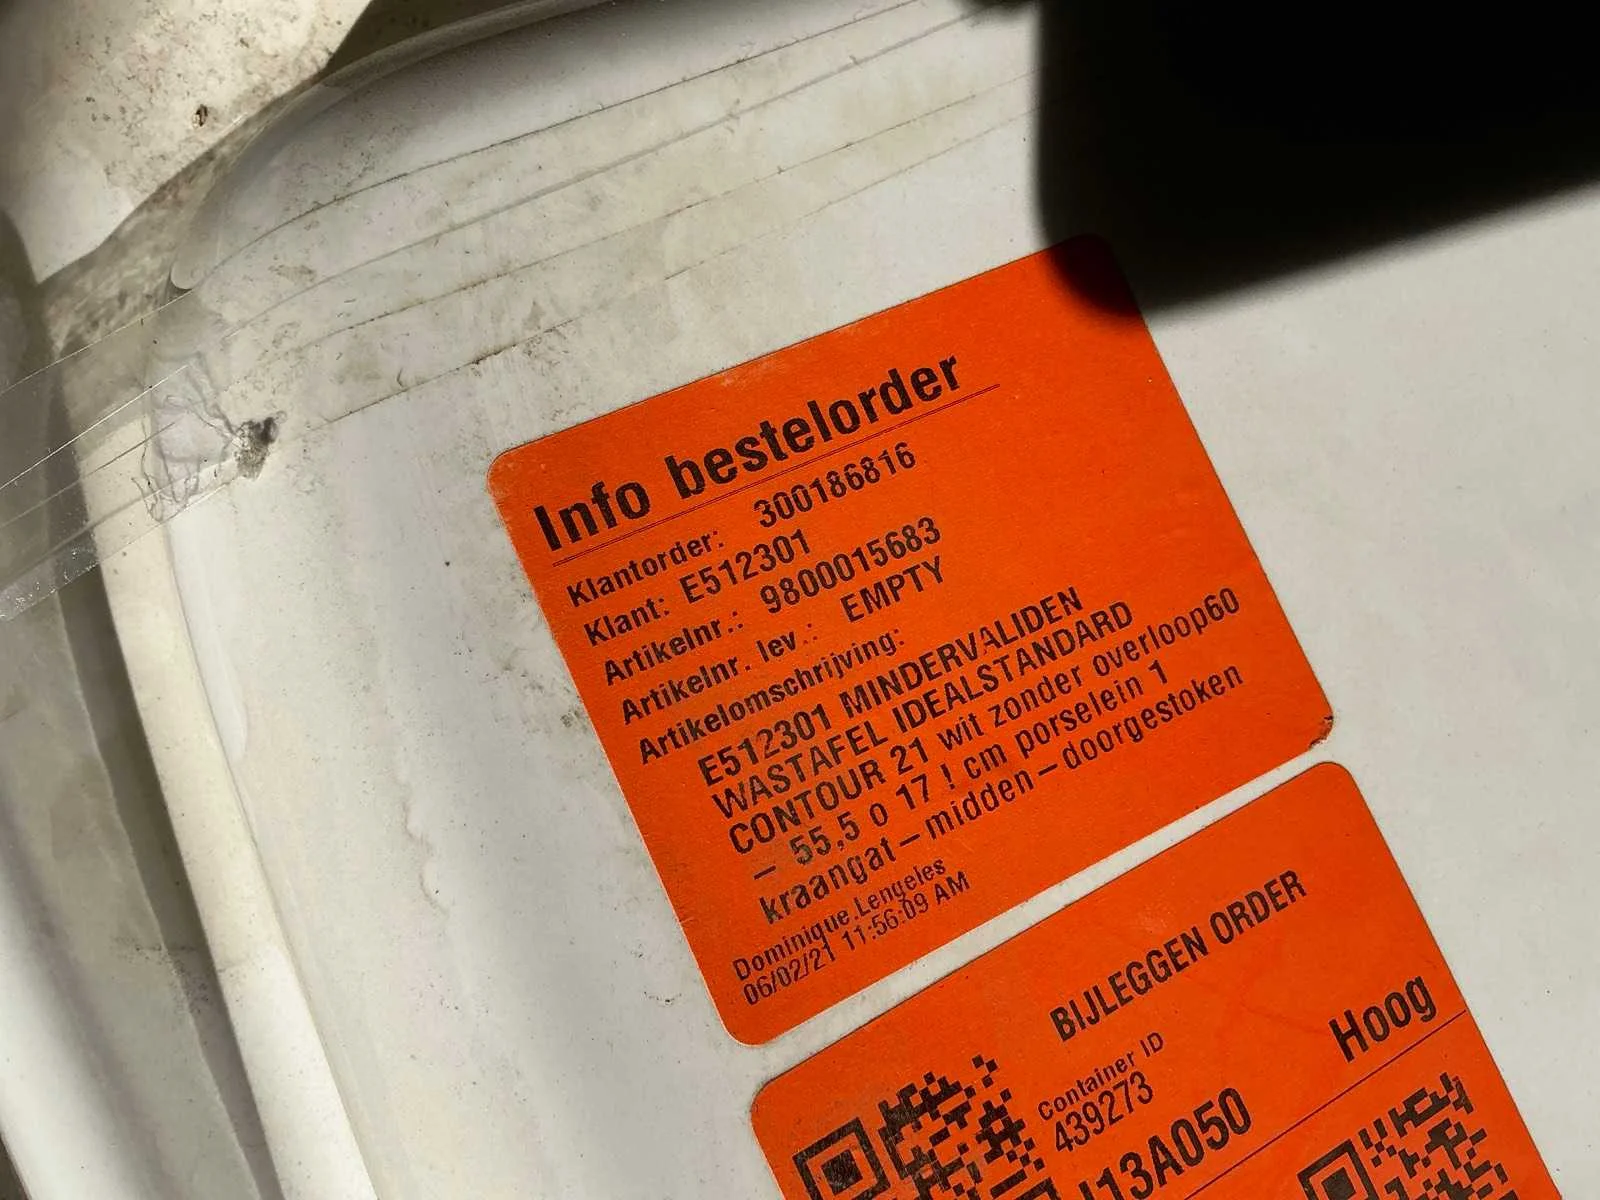 Info bestelorder
Klantorder: 300186816
Klant: E512301
Artikelnr.: 9800015683
Artikelnr. lev.: EMPTY
Artikelomschrijving:
E512301 MINDERVALIDEN
WASTAFEL IDEALSTANDARD
CONTOUR 21 wit zonder overloop60
- 55,5 o 17 ! cm porselein 1
kraangat-midden-doorgestoken
Dominique.Lengeles
06/02/21 11:56:09 AM
BIJLEGGEN ORDER
Container ID
439273
Hoog
J13A050